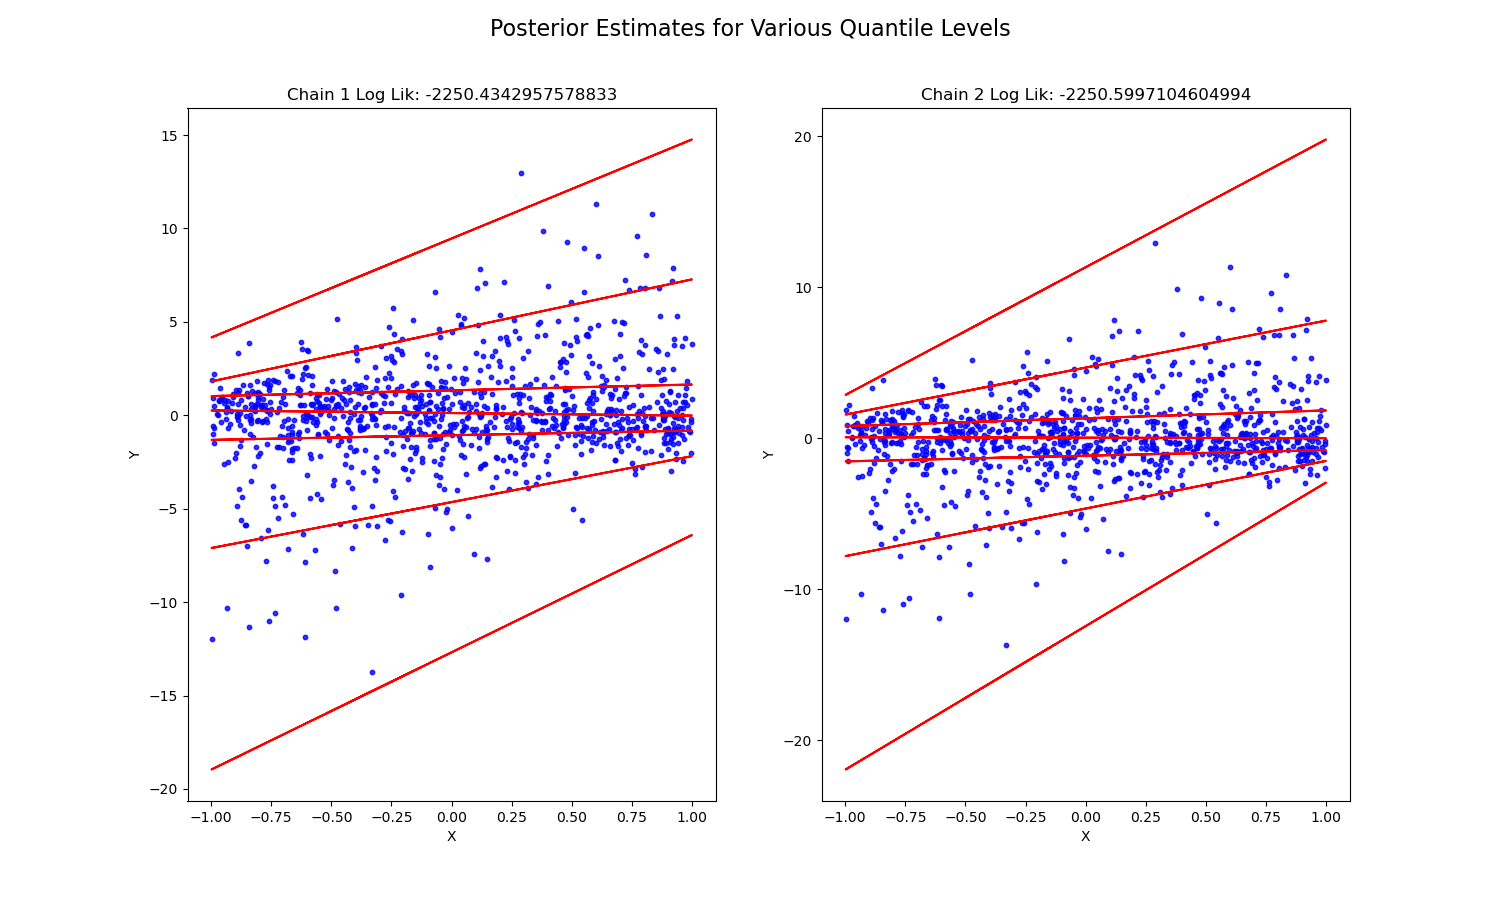 Posterior Estimates for Various Quantile Levels
Chain 1 Log Lik: -2250.4342957578833
15
10
5
0
−5
−10
−15
−20
Y
−1.00 −0.75 −0.50 −0.25 0.00 0.25 0.50 0.75 1.00
X
Chain 2 Log Lik: -2250.5997104604994
20
10
0
−10
−20
Y
−1.00 −0.75 −0.50 −0.25 0.00 0.25 0.50 0.75 1.00
X